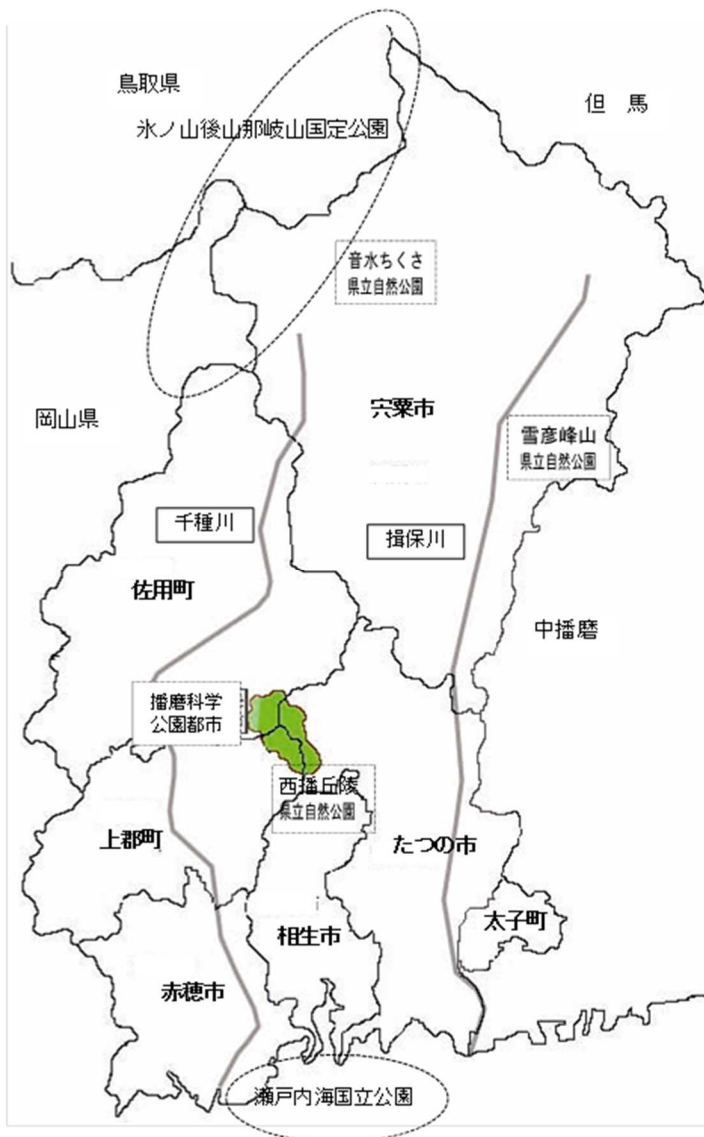 鳥取県
但 馬
氷ノ山後山那岐山国定公園
音水ちくさ
県立自然公園
岡山県
宍粟市
雪彦峰山
県立自然公園
千種川
揖保川
佐用町
中播磨
播磨科学
公園都市
西播丘陵
県立自然公園
上郡町
たつの市
太子町
相生市
赤穂市
瀬戸内海国立公園